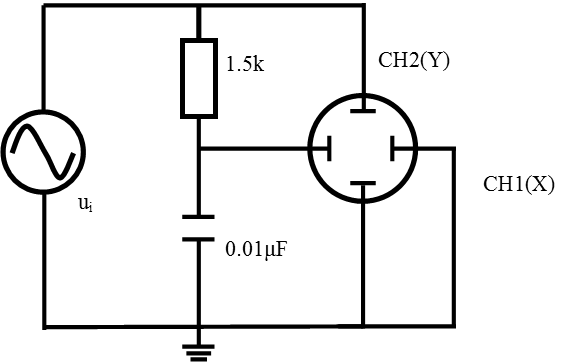 CH2(Y)
1.5k
CH1(X)
ui
0.01μF